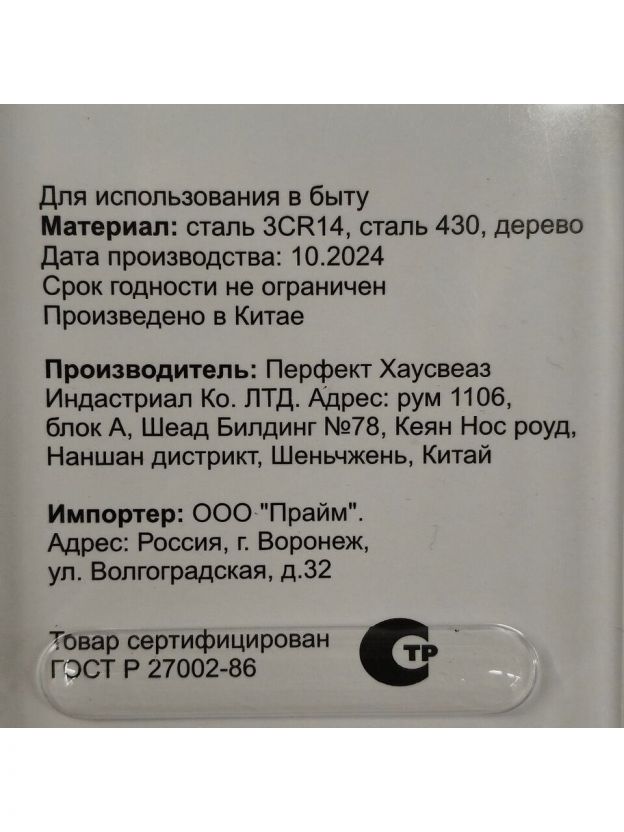 Для использования в быту
Материал: сталь 3CR14, сталь 430, дерево
Дата производства: 10.2024
Срок годности не ограничен
Произведено в Китае
Производитель: Перфект Хаусвеаз
Индастриал Ко. ЛТД. Адрес: рум 1106,
блок А, Шеад Билдинг №78, Кеян Нос роуд,
Наншан дистрикт, Шеньчжень, Китай
Импортер: ООО "Прайм".
Адрес: Россия, г. Воронеж,
ул. Волгоградская, д.32
Товар сертифицирован
ГОСТ Р 27002-86
СТР